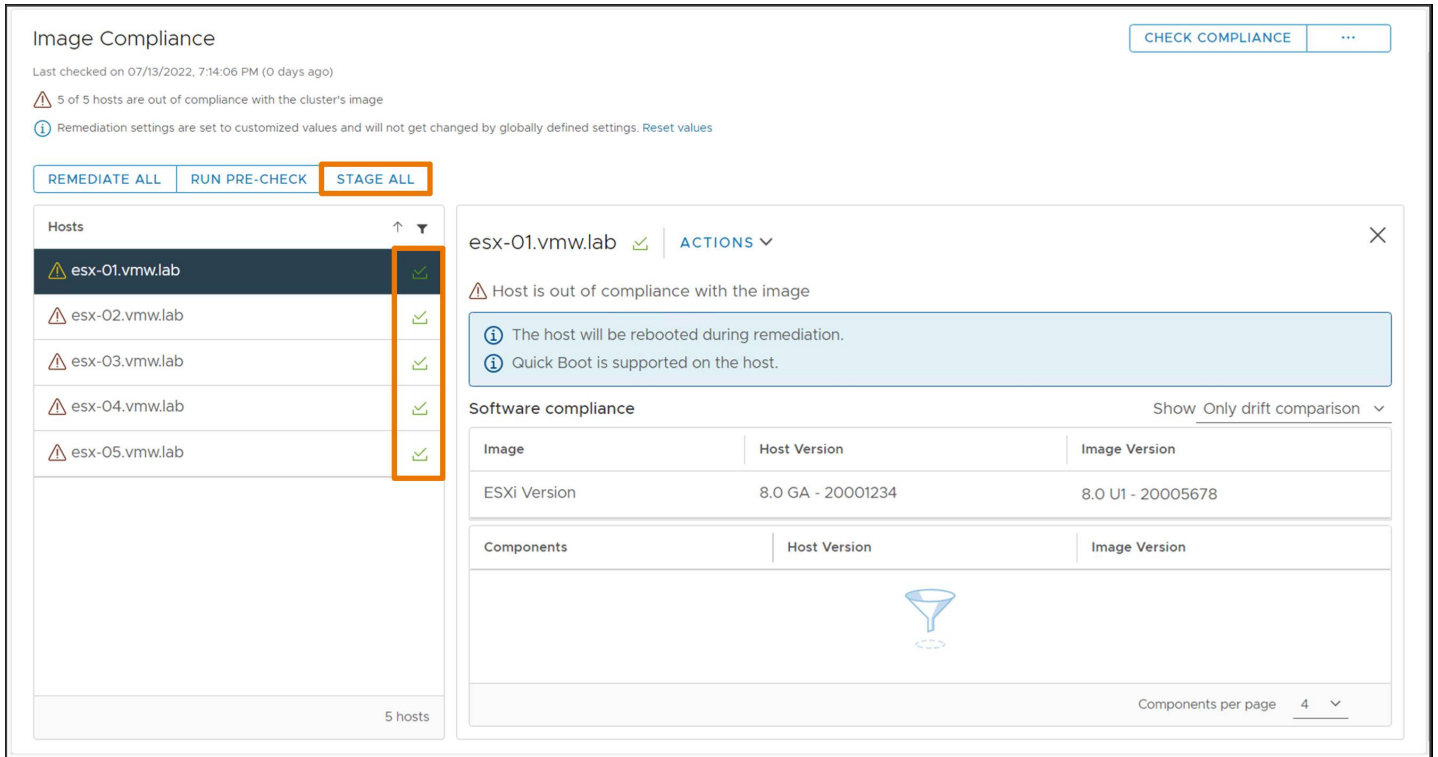 Image Compliance
CHECK COMPLIANCE ...
Last checked on 07/13/2022, 7:14:06 PM (0 days ago)
5 of 5 hosts are out of compliance with the cluster's image
Remediation settings are set to customized values and will not get changed by globally defined settings. Reset values
REMEDIATE ALL RUN PRE-CHECK STAGE ALL
Hosts
esx-01.vmw.lab
esx-02.vmw.lab
esx-03.vmw.lab
esx-04.vmw.lab
esx-05.vmw.lab
5 hosts
esx-01.vmw.lab ACTIONS
Host is out of compliance with the image
The host will be rebooted during remediation.
Quick Boot is supported on the host.
Software compliance Show Only drift comparison
Image Host Version Image Version
ESXi Version 8.0 GA - 20001234 8.0 U1 - 20005678
Components Host Version Image Version
Components per page 4